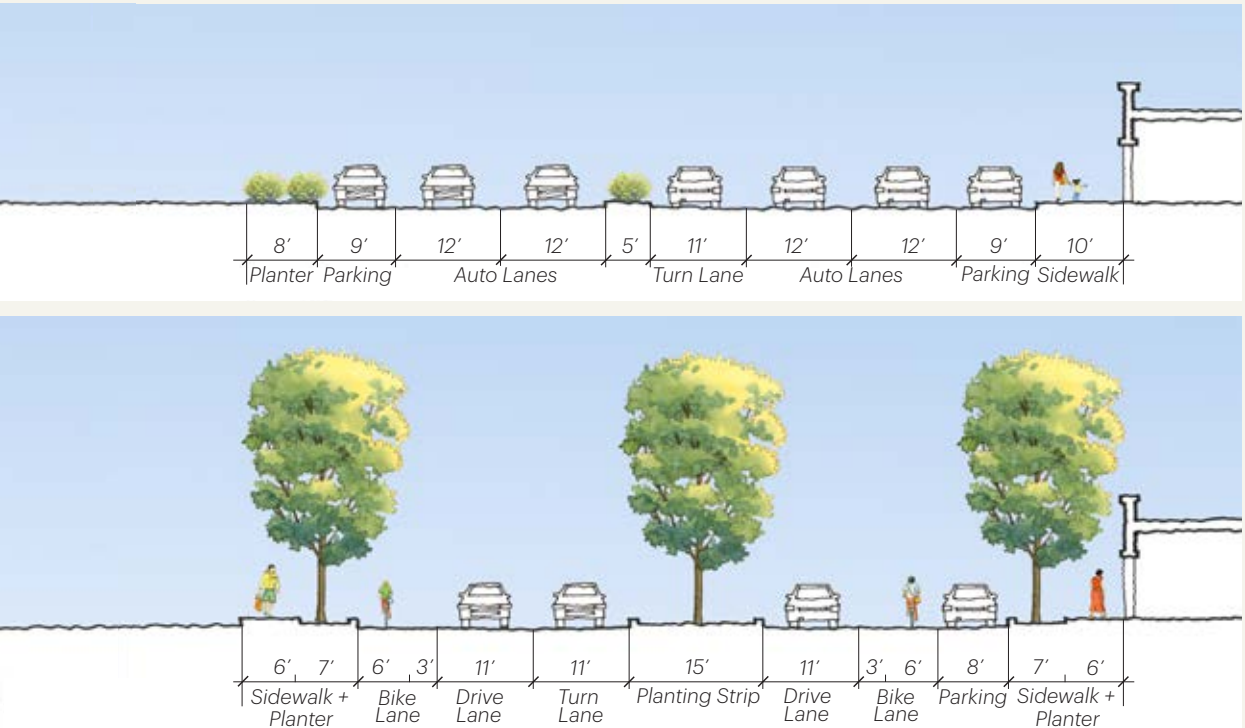 8′ 9′ 12′ 12′ 5′ 11′ 12′ 12′ 9′ 10′
Planter Parking Auto Lanes Turn Lane Auto Lanes Parking Sidewalk
6′ 7′ 6′ 3′ 11′ 11′ 15′ 11′ 3′ 6′ 8′ 7′ 6′
Sidewalk + Bike Drive Turn Planting Strip Drive Bike Parking Sidewalk +
Planter Lane Lane Lane Lane Lane Planter